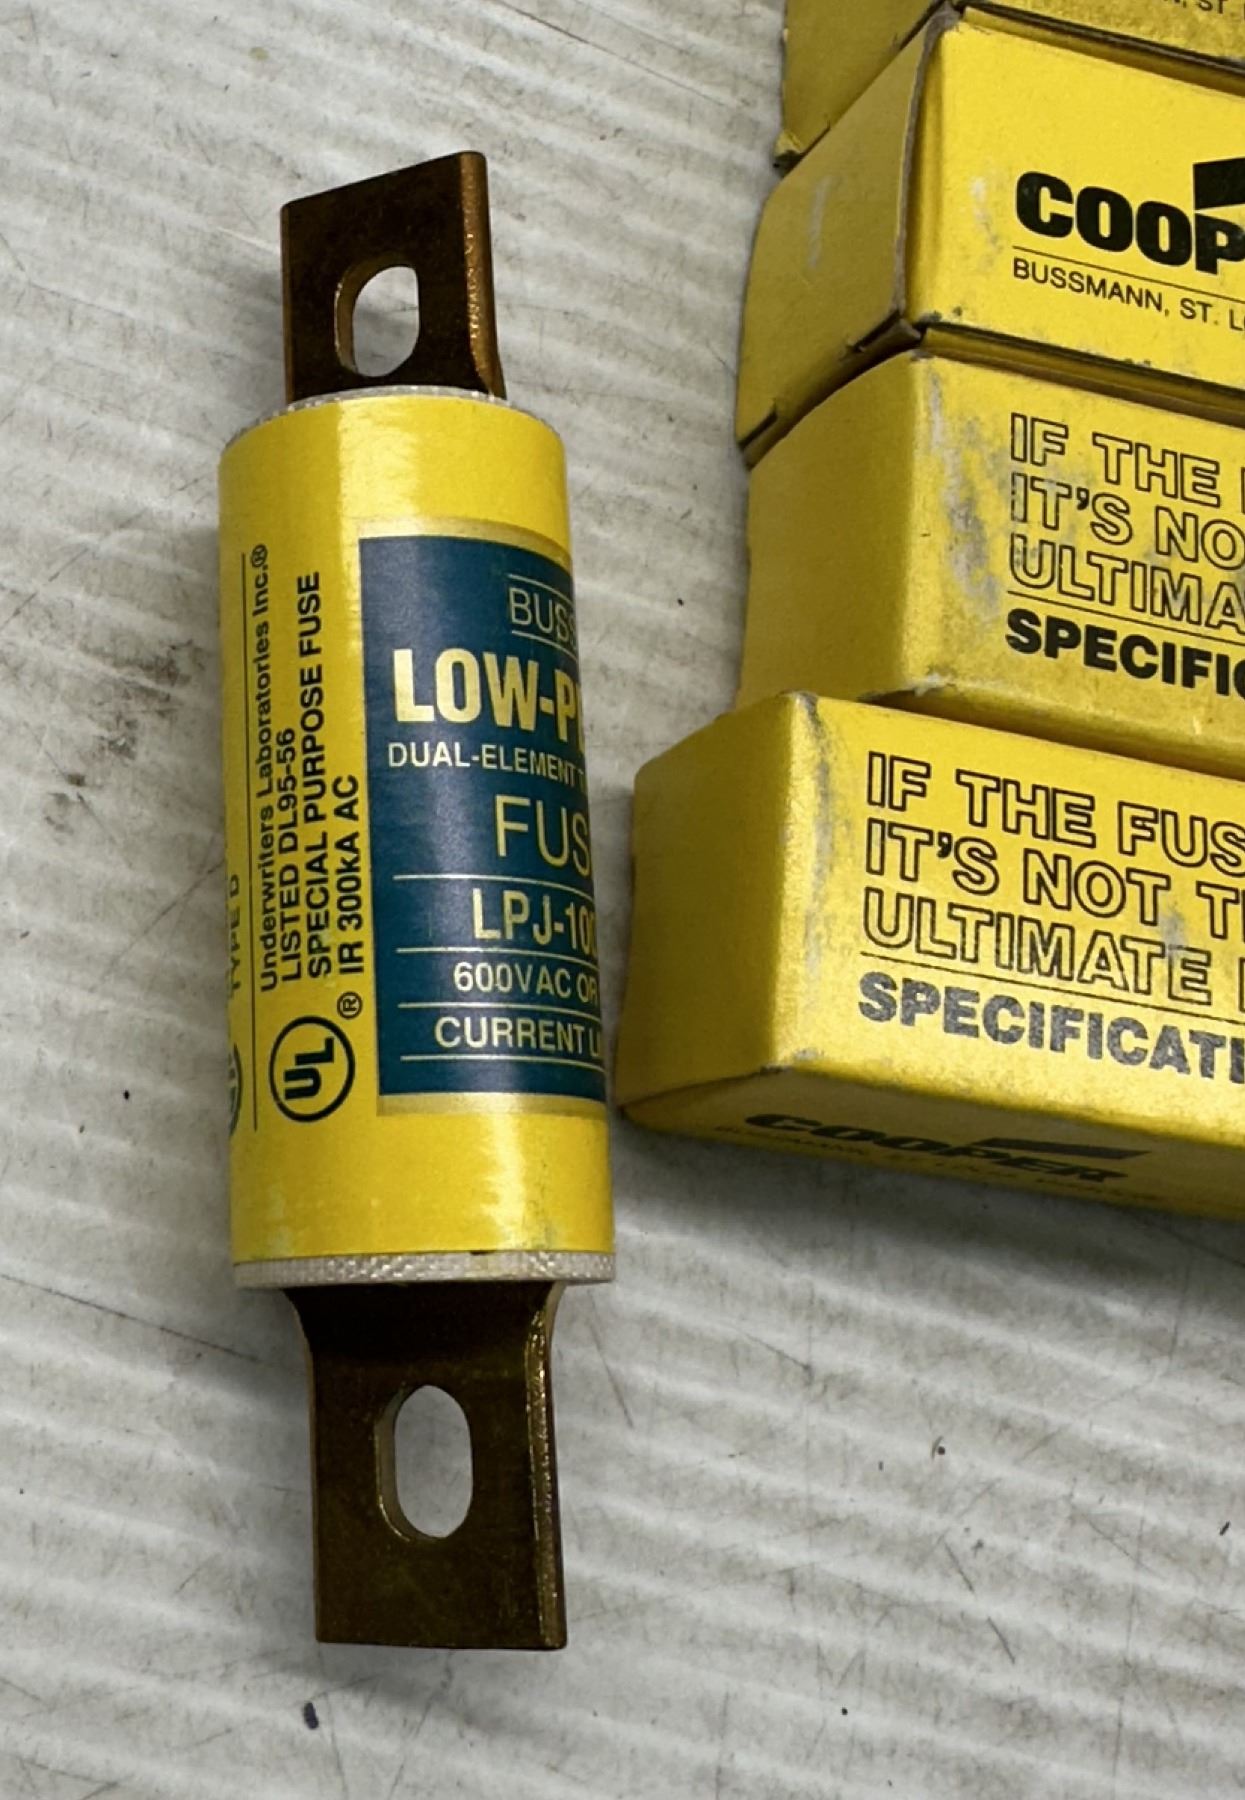 COOP
BUSSMANN, ST. L
IF THE
IT'S NO
ULTIMA
SPECIFIC
IF THE FUS
IT'S NOT T
ULTIMATE
SPECIFICATI
COOPER
TYPE D
Underwriters Laboratories Inc.®
LISTED DL95-56
SPECIAL PURPOSE FUSE
IR 300kA AC
UL ®
BUSS
LOW-P
DUAL-ELEMENT T
FUS
LPJ-100
600VAC OR
CURRENT LI